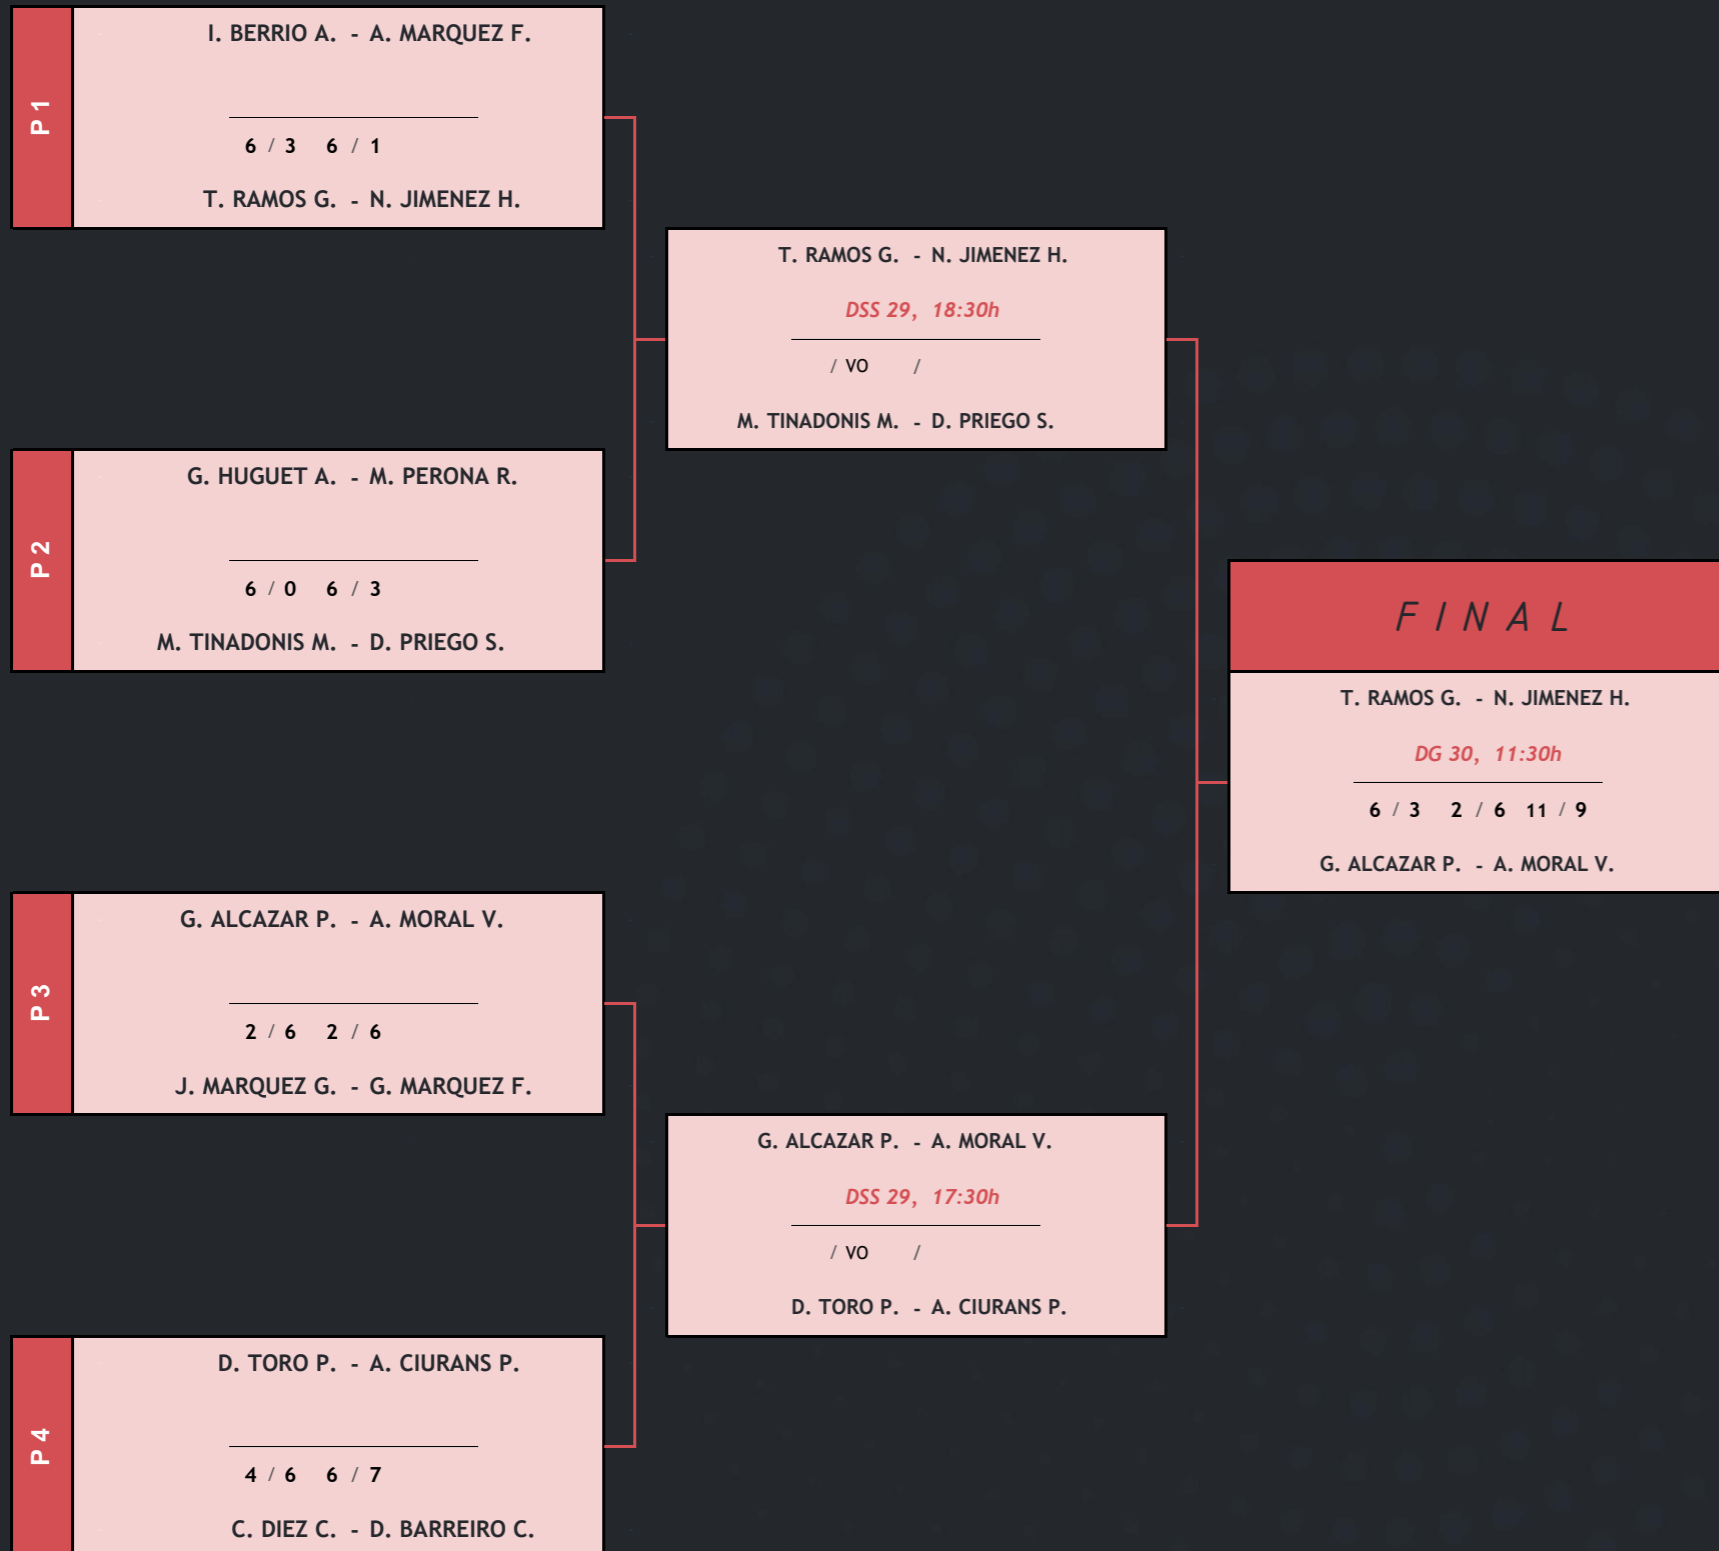 P 1
I. BERRIO A. - A. MARQUEZ F.
6 / 3 6 / 1
T. RAMOS G. - N. JIMENEZ H.
T. RAMOS G. - N. JIMENEZ H.
DSS 29, 18:30h
/ VO /
M. TINADONIS M. - D. PRIEGO S.
P 2
G. HUGUET A. - M. PERONA R.
6 / 0 6 / 3
M. TINADONIS M. - D. PRIEGO S.
FINAL
T. RAMOS G. - N. JIMENEZ H.
DG 30, 11:30h
6 / 3 2 / 6 11 / 9
G. ALCAZAR P. - A. MORAL V.
P 3
G. ALCAZAR P. - A. MORAL V.
2 / 6 2 / 6
J. MARQUEZ G. - G. MARQUEZ F.
G. ALCAZAR P. - A. MORAL V.
DSS 29, 17:30h
/ VO /
D. TORO P. - A. CIURANS P.
P 4
D. TORO P. - A. CIURANS P.
4 / 6 6 / 7
C. DIEZ C. - D. BARREIRO C.